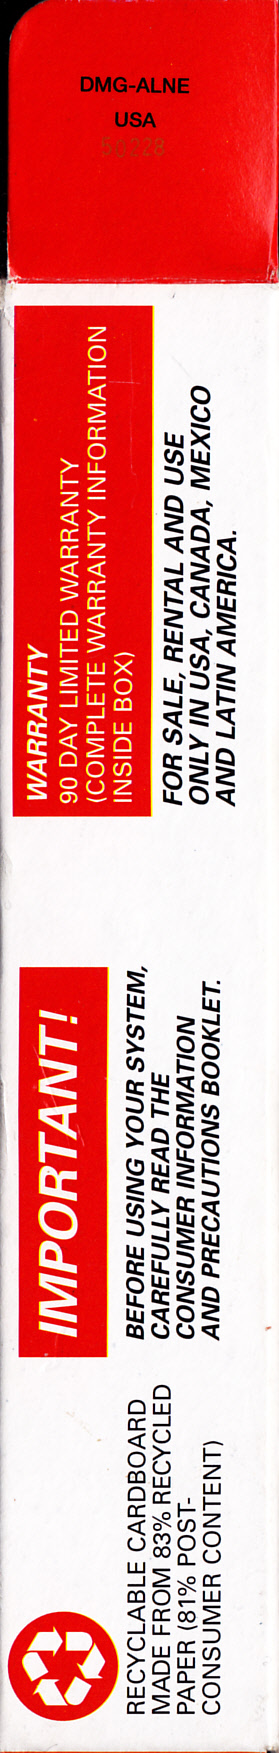 DMG-ALNE
USA
50228
WARRANTY
90 DAY LIMITED WARRANTY
(COMPLETE WARRANTY INFORMATION
INSIDE BOX)
FOR SALE, RENTAL AND USE
ONLY IN USA, CANADA, MEXICO
AND LATIN AMERICA.
IMPORTANT!
BEFORE USING YOUR SYSTEM,
CAREFULLY READ THE
CONSUMER INFORMATION
AND PRECAUTIONS BOOKLET.
RECYCLABLE CARDBOARD
MADE FROM 83% RECYCLED
PAPER (81% POST-
CONSUMER CONTENT)